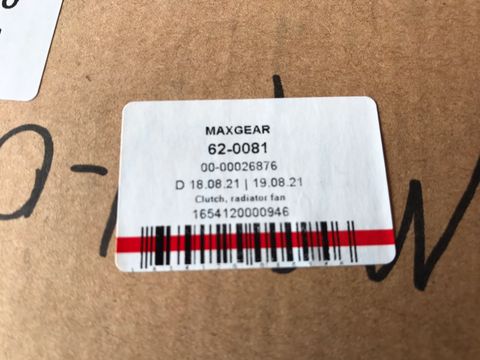 MAXGEAR
62-0081
00-00026876
D 18.08.21 | 19.08.21
Clutch, radiator fan
1654120000946